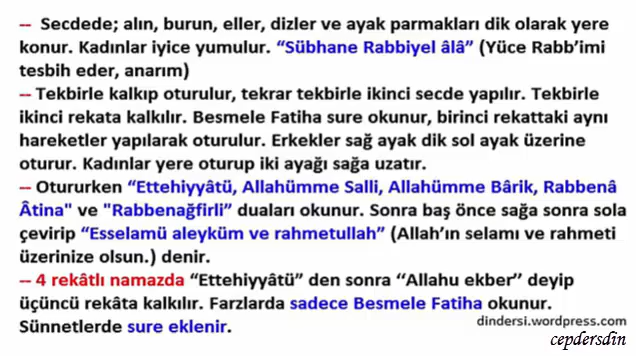 -- Secdede; alın, burun, eller, dizler ve ayak parmakları dik olarak yere
konur. Kadınlar iyice yumulur. “Sübhane Rabbiyel âlâ” (Yüce Rabb’imi
tesbih eder, anarım)
-- Tekbirle kalkıp oturulur, tekrar tekbirle ikinci secde yapılır. Tekbirle
ikinci rekata kalkılır. Besmele Fatiha sure okunur, birinci rekattaki aynı
hareketler yapılarak oturulur. Erkekler sağ ayak dik sol ayak üzerine
oturur. Kadınlar yere oturup iki ayağı sağa uzatır.
-- Otururken “Ettehiyyâtü, Allahümme Salli, Allahümme Bârik, Rabbenâ
Âtina" ve "Rabbenağfirli” duaları okunur. Sonra baş önce sağa sonra sola
çevirip “Esselamü aleyküm ve rahmetullah” (Allah’ın selamı ve rahmeti
üzerinize olsun.) denir.
-- 4 rekâtlı namazda “Ettehiyyâtü” den sonra “Allahu ekber” deyip
üçüncü rekâta kalkılır. Farzlarda sadece Besmele Fatiha okunur.
Sünnetlerde sure eklenir.
dindersi.wordpress.com
cepdersdin